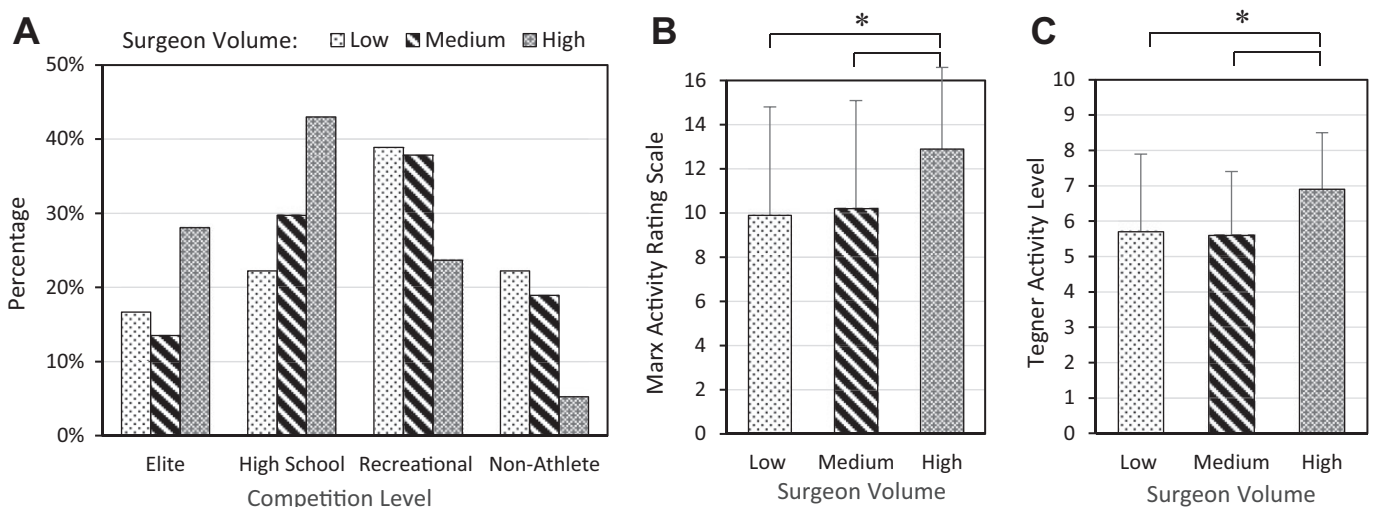 A
Surgeon Volume: Low Medium High
50%
40%
30%
20%
10%
0%
Percentage
Elite High School Recreational Non-Athlete
Competition Level
B
*
16
14
12
10
8
6
4
2
0
Marx Activity Rating Scale
Low Medium High
Surgeon Volume
C
*
10
9
8
7
6
5
4
3
2
1
0
Tegner Activity Level
Low Medium High
Surgeon Volume